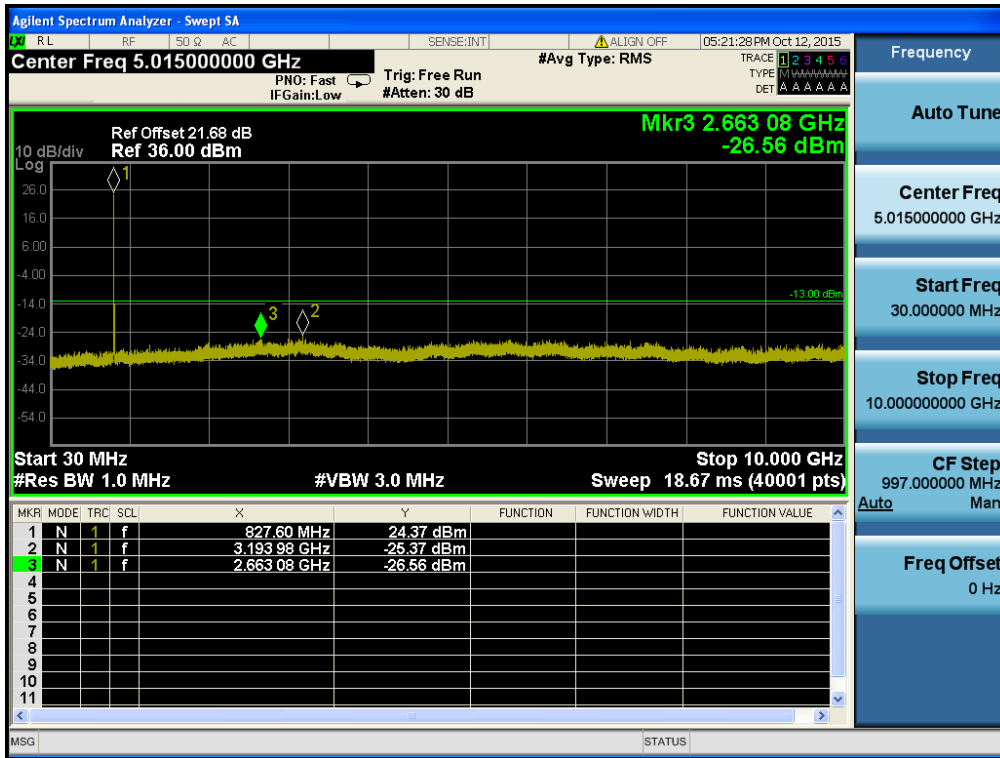 Agilent Spectrum Analyzer - Swept SA
LXI RL RF 50 Ω AC SENSE:INT ALIGN OFF 05:21:28 PM Oct 12, 2015
Center Freq 5.015000000 GHz #Avg Type: RMS TRACE 1 2 3 4 5 6
PNO: Fast Trig: Free Run TYPE M WWWWW
IFGain:Low #Atten: 30 dB DET A A A A A A
Mkr3 2.663 08 GHz
-26.56 dBm
Ref Offset 21.68 dB
10 dB/div Ref 36.00 dBm
Log
1
26.0
16.0
6.00
-4.00
-13.00 dBm
-14.0
3 2
-24.0
-34.0
-44.0
-54.0
Start 30 MHz Stop 10.000 GHz
#Res BW 1.0 MHz #VBW 3.0 MHz Sweep 18.67 ms (40001 pts)
MKR MODE TRC SCL X Y FUNCTION FUNCTION WIDTH FUNCTION VALUE
1 N 1 f 827.60 MHz 24.37 dBm
2 N 1 f 3.193 98 GHz -25.37 dBm
3 N 1 f 2.663 08 GHz -26.56 dBm
4
5
6
7
8
9
10
11
MSG STATUS
Frequency
Auto Tune
Center Freq
5.015000000 GHz
Start Freq
30.000000 MHz
Stop Freq
10.000000000 GHz
CF Step
997.000000 MHz
Auto Man
Freq Offset
0 Hz